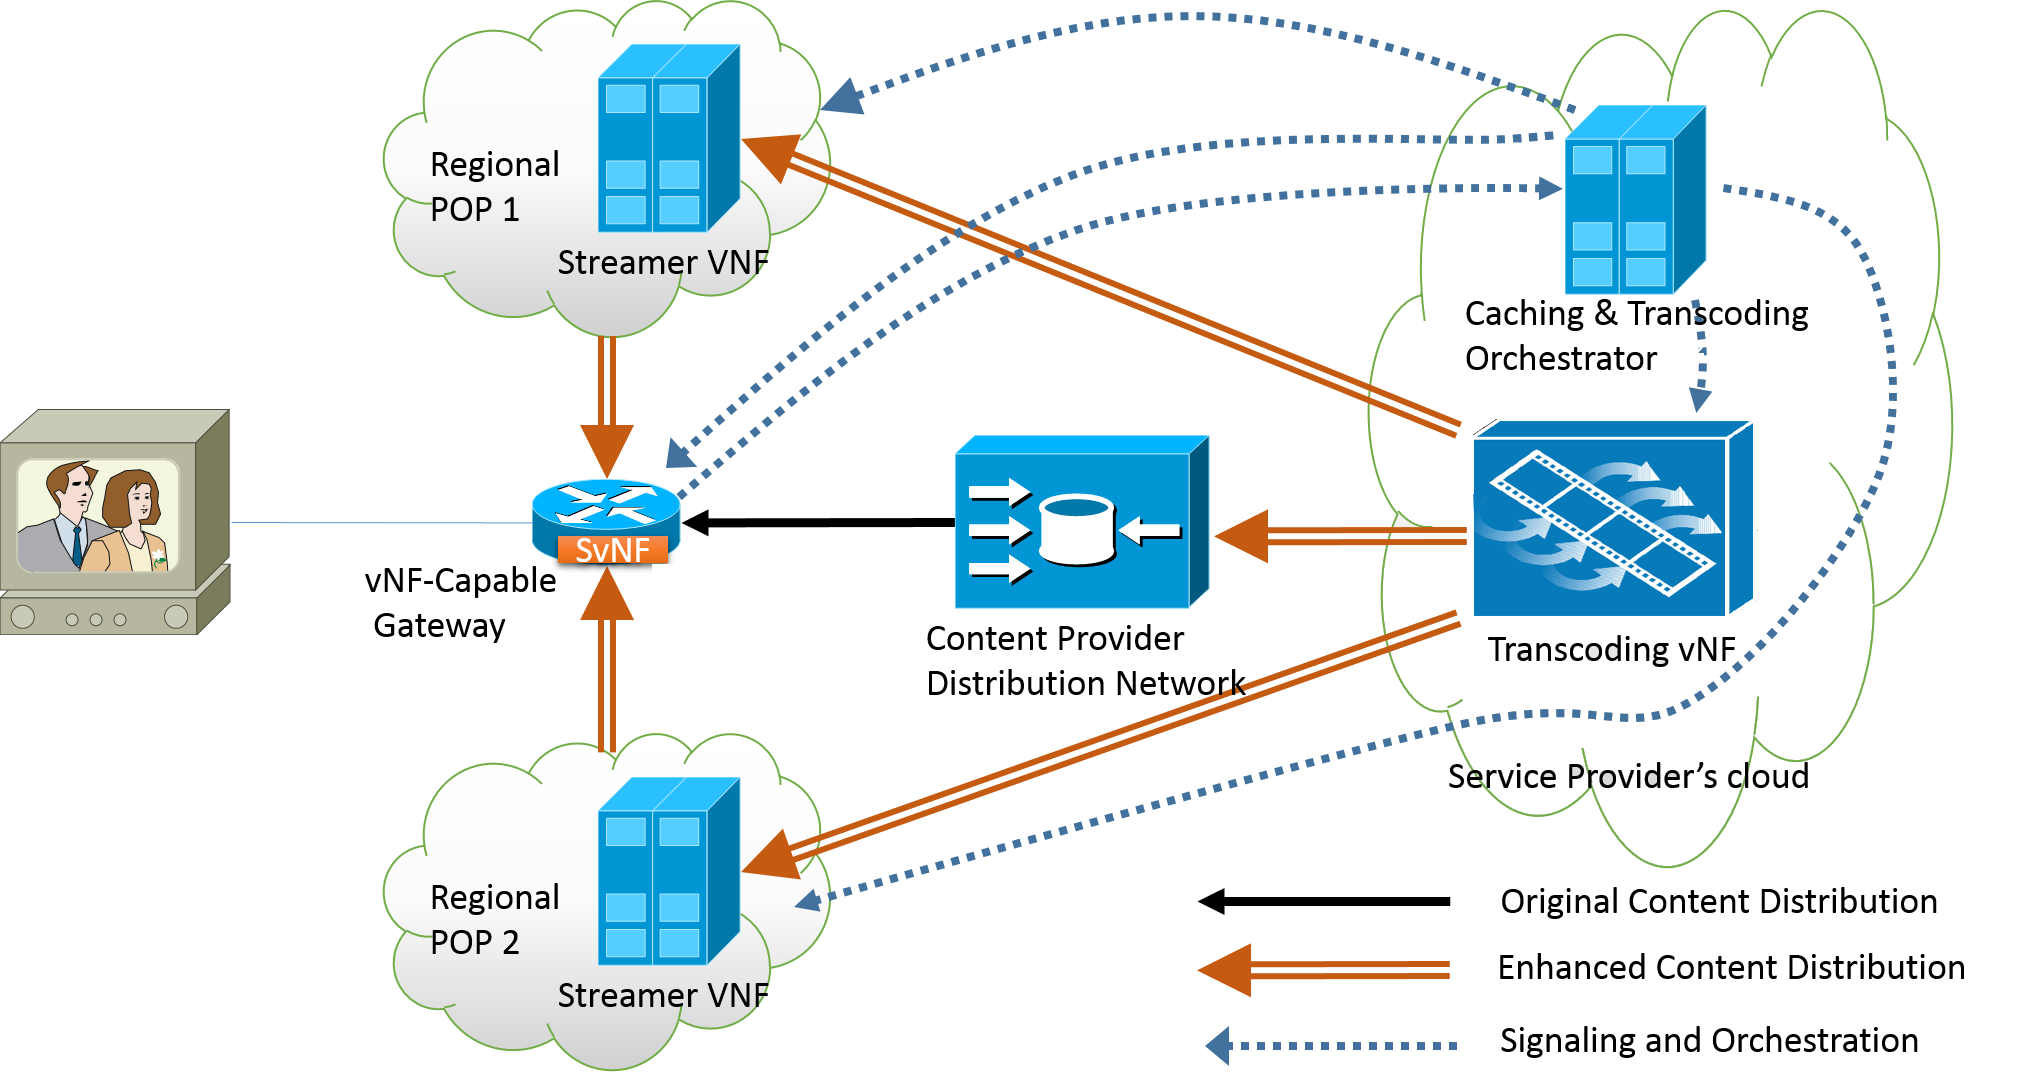 Regional
POP 1
Streamer VNF
Caching & Transcoding
Orchestrator
SvNF
vNF-Capable
Gateway
Content Provider
Distribution Network
Transcoding vNF
Service Provider’s cloud
Regional
POP 2
Streamer VNF
Original Content Distribution
Enhanced Content Distribution
Signaling and Orchestration